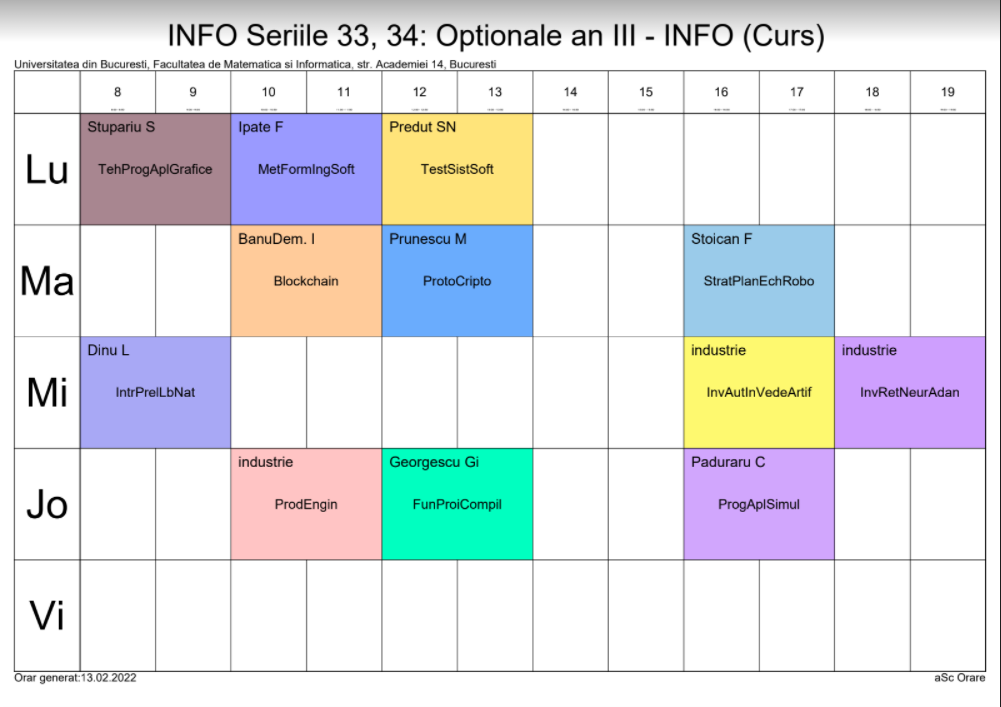 INFO Seriile 33, 34: Optionale an III - INFO (Curs)
Universitatea din Bucuresti, Facultatea de Matematica si Informatica, str. Academiei 14, Bucuresti
8 9 10 11 12 13 14 15 16 17 18 19
Lu
Stupariu S
TehProgAplGrafice
Ipate F
MetFormIngSoft
Predut SN
TestSistSoft
Ma
BanuDem. I
Blockchain
Prunescu M
ProtoCripto
Stoican F
StratPlanEchRobo
Mi
Dinu L
IntrPrelLbNat
industrie
InvAutInVedeArtif
industrie
InvRetNeurAdan
Jo
industrie
ProdEngin
Georgescu Gi
FunProiCompil
Paduraru C
ProgAplSimul
Vi
Orar generat:13.02.2022
aSc Orare